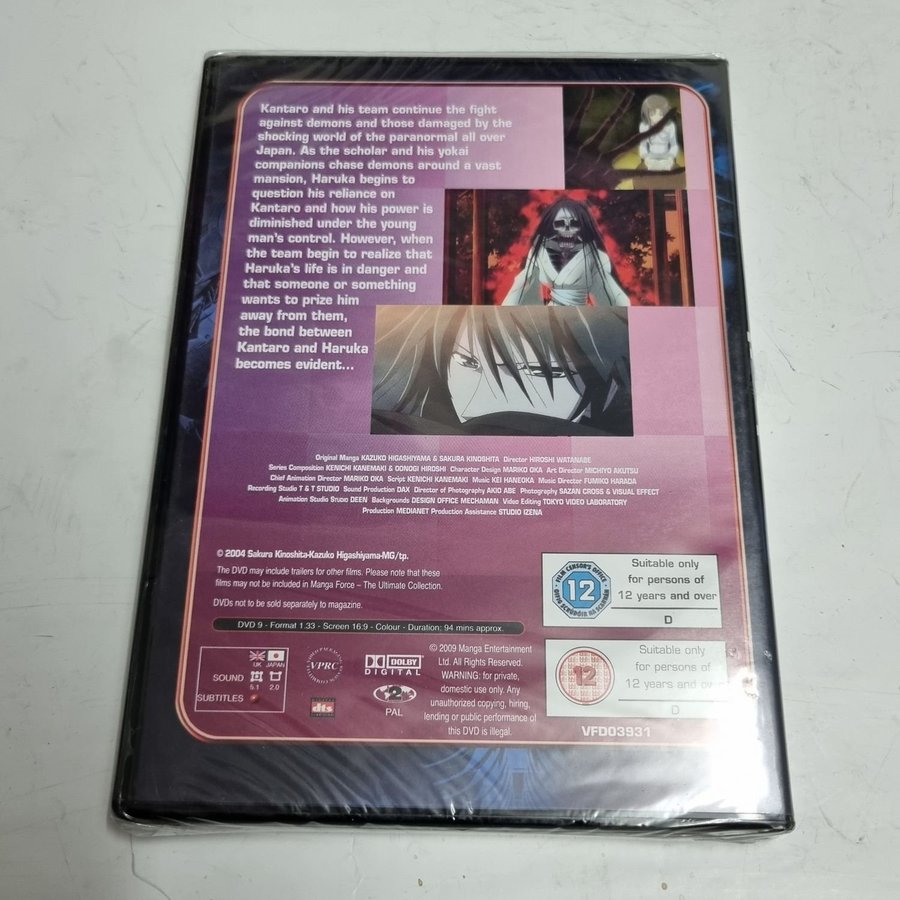 Kantaro and his team continue the fight
against demons and those damaged by the
shocking world of the paranormal all over
Japan. As the scholar and his yokai
companions chase demons around a vast
mansion, Haruka begins to
question his reliance on
Kantaro and how his power is
diminished under the young
man's control. However, when
the team begin to realize that
Haruka's life is in danger and
that someone or something
wants to prize him
away from them,
the bond between
Kantaro and Haruka
becomes evident...
Original Manga KAZUKO HIGASHIYAMA & SAKURA KINOSHITA Director HIROSHI WATANABE
Series Composition KENICHI KANEMAKI & OONOGI HIROSHI Character Design MARIKO OKA Art Director MICHIYO AKUTSU
Chief Animation Director MARIKO OKA Script KENICHI KANEMAKI Music KEI HANEOKA Music Director FUMIKO HARADA
Recording Studio T & T STUDIO Sound Production DAX Director of Photography AKIO ABE Photography SAZAN CROSS & VISUAL EFFECT
Animation Studio STUDIO DEEN Backgrounds DESIGN OFFICE MECHAMAN Video Editing TOKYO VIDEO LABORATORY
Production MEDIANET Production Assistance STUDIO IZENA
© 2004 Sakura Kinoshita-Kazuko Higashiyama-MG/tp.
The DVD may include trailers for other films. Please note that these
films may not be included in Manga Force – The Ultimate Collection.
DVDs not to be sold separately to magazine.
DVD 9 - Format 1.33 - Screen 16:9 - Colour - Duration: 94 mins approx.
UK JAPAN
SOUND 5.1 2.0
SUBTITLES
VPRC
dts
DOLBY
DIGITAL
2
PAL
© 2009 Manga Entertainment
Ltd. All Rights Reserved.
WARNING: for private,
domestic use only. Any
unauthorized copying, hiring,
lending or public performance of
this DVD is illegal.
FILM CENSOR'S OFFICE
12
Suitable only
for persons of
12 years and over
D
12
Suitable only
for persons of
12 years and over
D
VFD03931